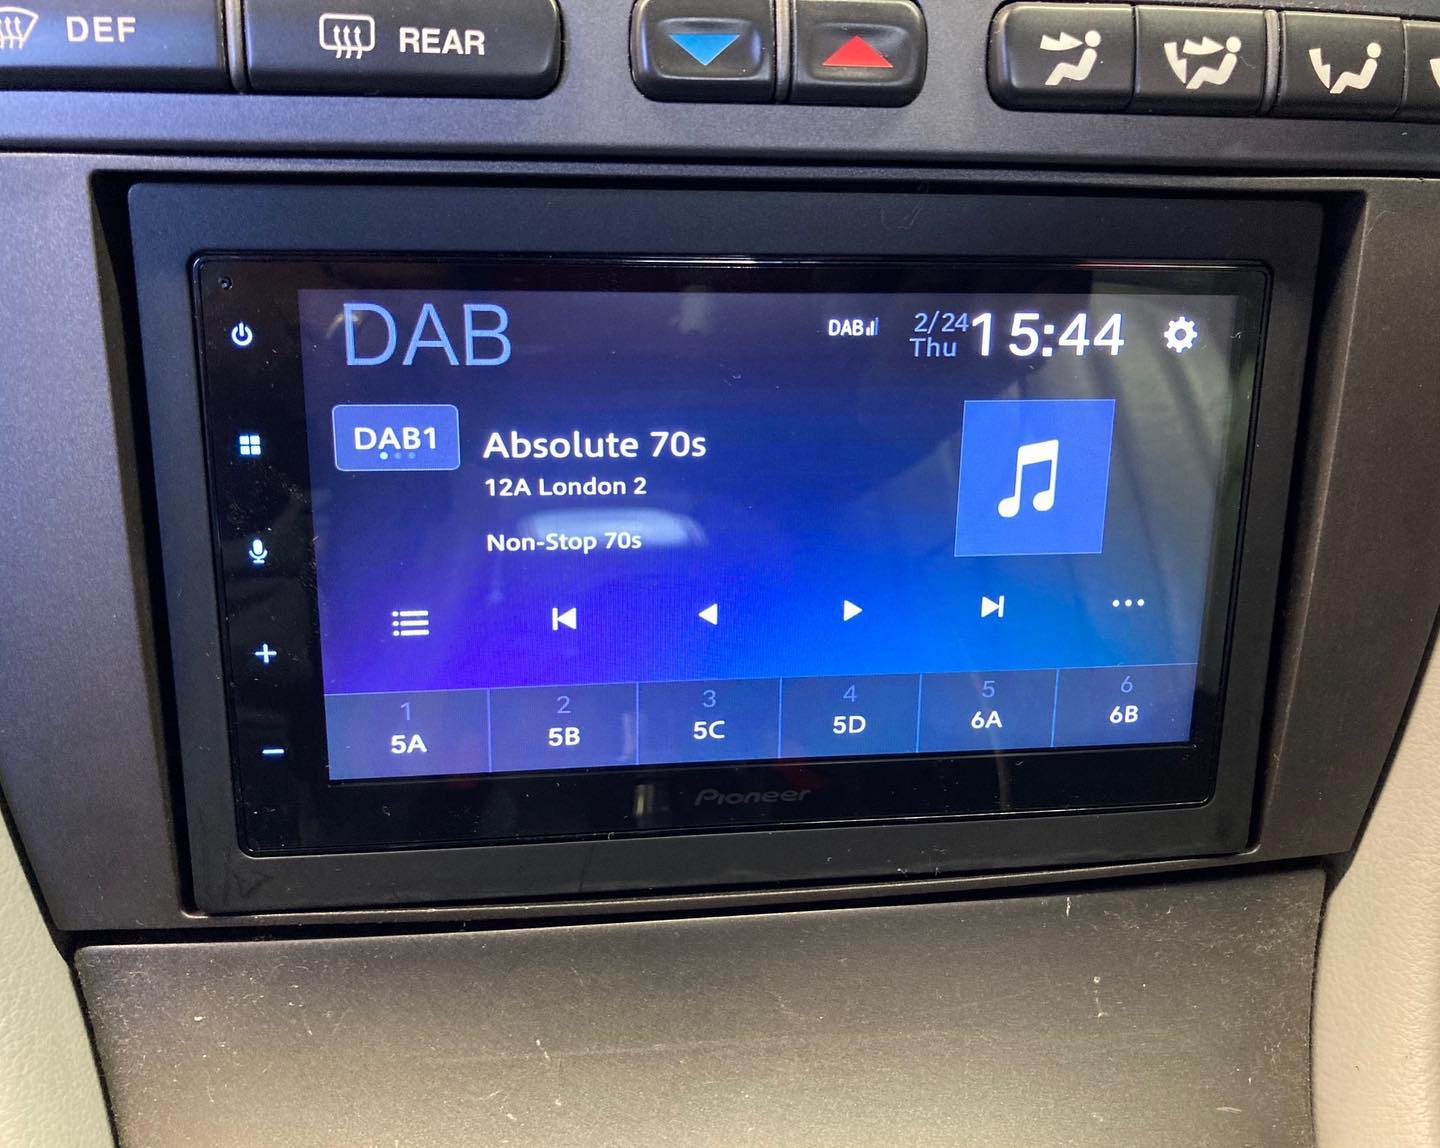 DEF
REAR
DAB
DAB
2/24
Thu
15:44
DAB1
Absolute 70s
12A London 2
Non-Stop 70s
1
5A
2
5B
3
5C
4
5D
5
6A
6
6B
Pioneer